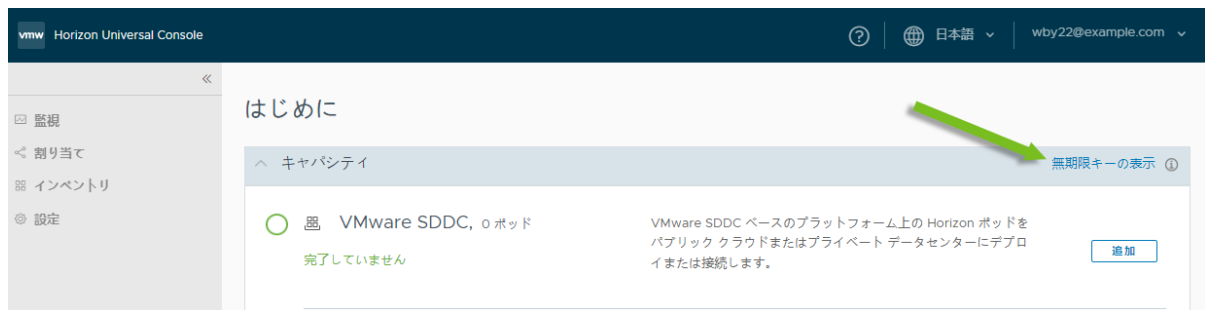 vmw Horizon Universal Console 日本語 wby22@example.com
はじめに
監視
割り当て
インベントリ
設定
キャパシティ 無期限キーの表示
VMware SDDC, 0 ポッド
完了していません
VMware SDDC ベースのプラットフォーム上の Horizon ポッドを
パブリック クラウドまたはプライベート データセンターにデプロ
イまたは接続します。
追加